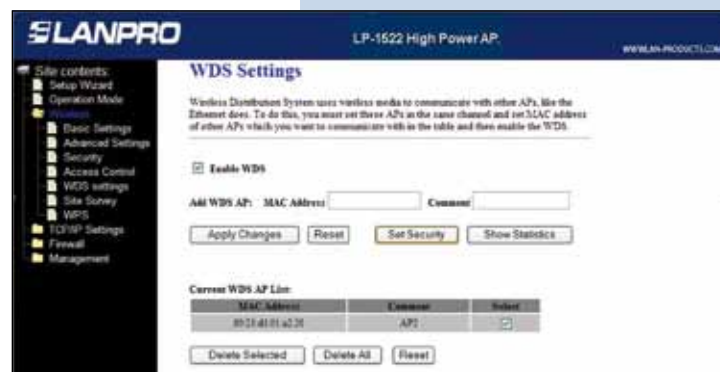 LANPRO
LP-1522 High Power AP.
Site contents:
Setup Wizard
Operation Mode
Wireless
Basic Settings
Advanced Settings
Security
Access Control
WDS settings
Site Survey
WPS
TCP/IP Settings
Firewall
Management
WDS Settings
Wireless Distribution System uses wireless media to communicate with other APs, like the
Ethernet does. To do this, you must set these APs in the same channel and set MAC address
of other APs which you want to communicate with in the table and then enable the WDS.
Enable WDS
Add WDS AP: MAC Address Comment
Apply Changes Reset Set Security Show Statistics
Current WDS AP List:
MAC Address Comment Select
AP2
Delete Selected Delete All Reset